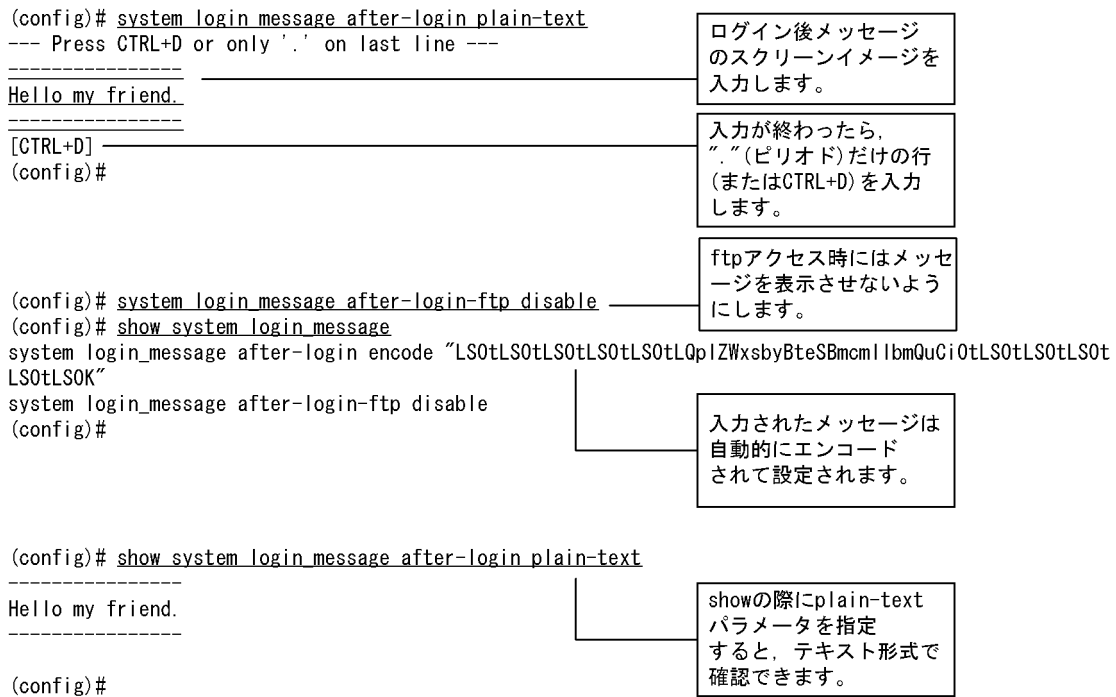 (config)# system login_message after-login plain-text
--- Press CTRL+D or only '.' on last line ---
----------------
Hello my friend.
----------------
[CTRL+D]
(config)#
ログイン後メッセージ
のスクリーンイメージを
入力します。
入力が終わったら，
"."(ピリオド)だけの行
(またはCTRL+D)を入力
します。
ftpアクセス時にはメッセ
ージを表示させないよう
にします。
(config)# system login_message after-login-ftp disable
(config)# show system login_message
system login_message after-login encode "LS0tLS0tLS0tLS0tLS0tLQpIZWxsbyBteSBmcmllbmQuCi0tLS0tLS0tLS0t
LS0tLS0K"
system login_message after-login-ftp disable
(config)#
入力されたメッセージは
自動的にエンコード
されて設定されます。
(config)# show system login_message after-login plain-text
----------------
Hello my friend.
----------------
(config)#
showの際にplain-text
パラメータを指定
すると，テキスト形式で
確認できます。